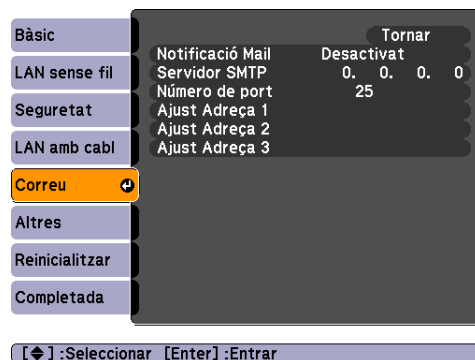 Bàsic
LAN sense fil
Seguretat
LAN amb cabl
Correu
Altres
Reinicialitzar
Completada
Tornar
Notificació Mail Desactivat
Servidor SMTP 0. 0. 0. 0
Número de port 25
Ajust Adreça 1
Ajust Adreça 2
Ajust Adreça 3
[◆] :Seleccionar [Enter] :Entrar